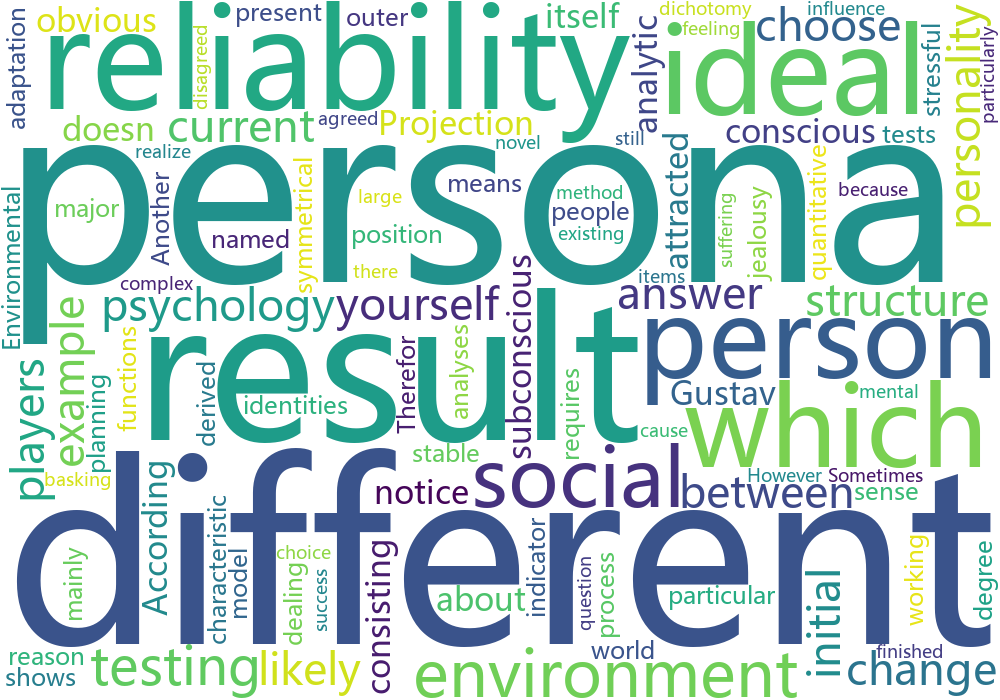 obvious
present
outer
itself
dichotomy
influence
feeling
choose
adaptation
reliability
disagreed
analytic
ideal
stressful
personality
particularly
doesn
current
agreed
Projection
novel
still
conscious
tests
realize
persona
major
Another
symmetrical
large
means
method
people
existing
attracted
suffering
jealousy
quantitative
because
Environmental
named
position
there
items
complex
psychology
yourself
subconscious
answer
structure
players
example
planning
functions
derived
result
identities
Therefor
analyses
stable
requires
cause
person
Gustav
which
mental
basking
However
Sometimes
notice
social
between
sense
According
characteristic
different
mainly
model
dealing
choice
success
consisting
about
indicator
question
process
particular
initial
working
degree
world
finished
reason
shows
testing
likely
environment
change